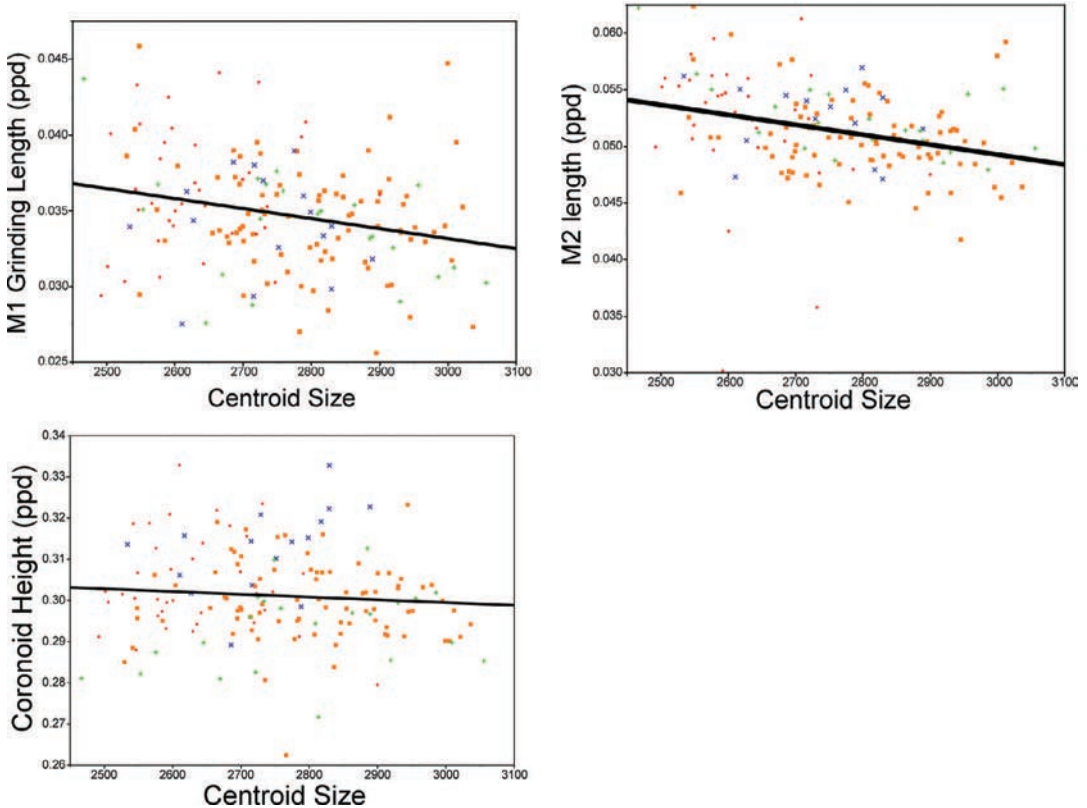 M1 Grinding Length (ppd)
0.045
0.040
0.035
0.030
0.025
2500 2600 2700 2800 2900 3000 3100
Centroid Size
M2 length (ppd)
0.060
0.055
0.050
0.045
0.040
0.035
0.030
2500 2600 2700 2800 2900 3000 3100
Centroid Size
Coronoid Height (ppd)
0.34
0.33
0.32
0.31
0.30
0.29
0.28
0.27
0.26
2500 2600 2700 2800 2900 3000 3100
Centroid Size